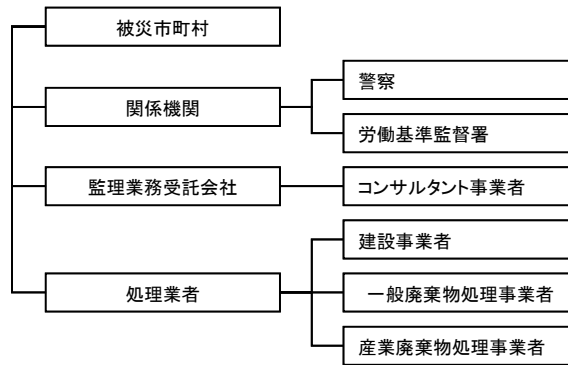 被災市町村
関係機関
警察
労働基準監督署
監理業務受託会社
コンサルタント事業者
処理業者
建設事業者
一般廃棄物処理事業者
産業廃棄物処理事業者